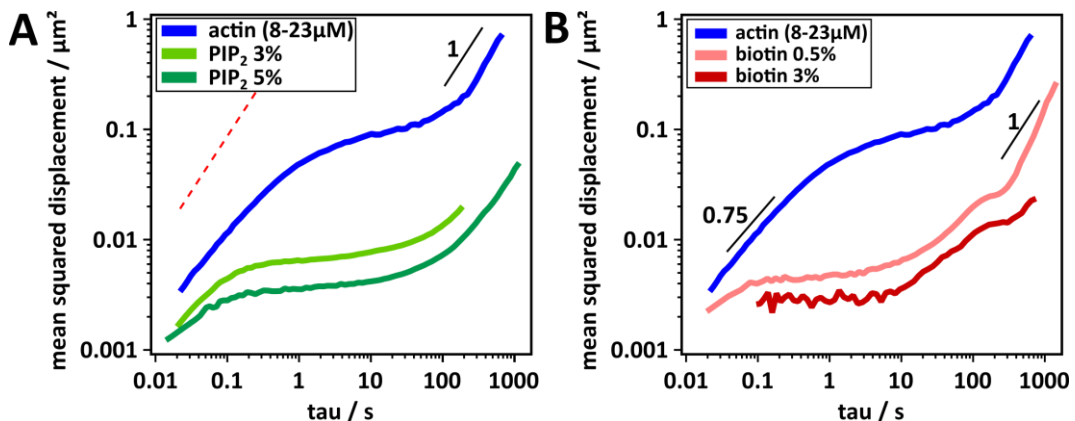 A
mean squared displacement / µm²
1
0.1
0.01
0.001
actin (8-23µM)
PIP₂ 3%
PIP₂ 5%
1
0.01 0.1 1 10 100 1000
tau / s
B
mean squared displacement / µm²
1
0.1
0.01
0.001
actin (8-23µM)
biotin 0.5%
biotin 3%
0.75
1
0.01 0.1 1 10 100 1000
tau / s